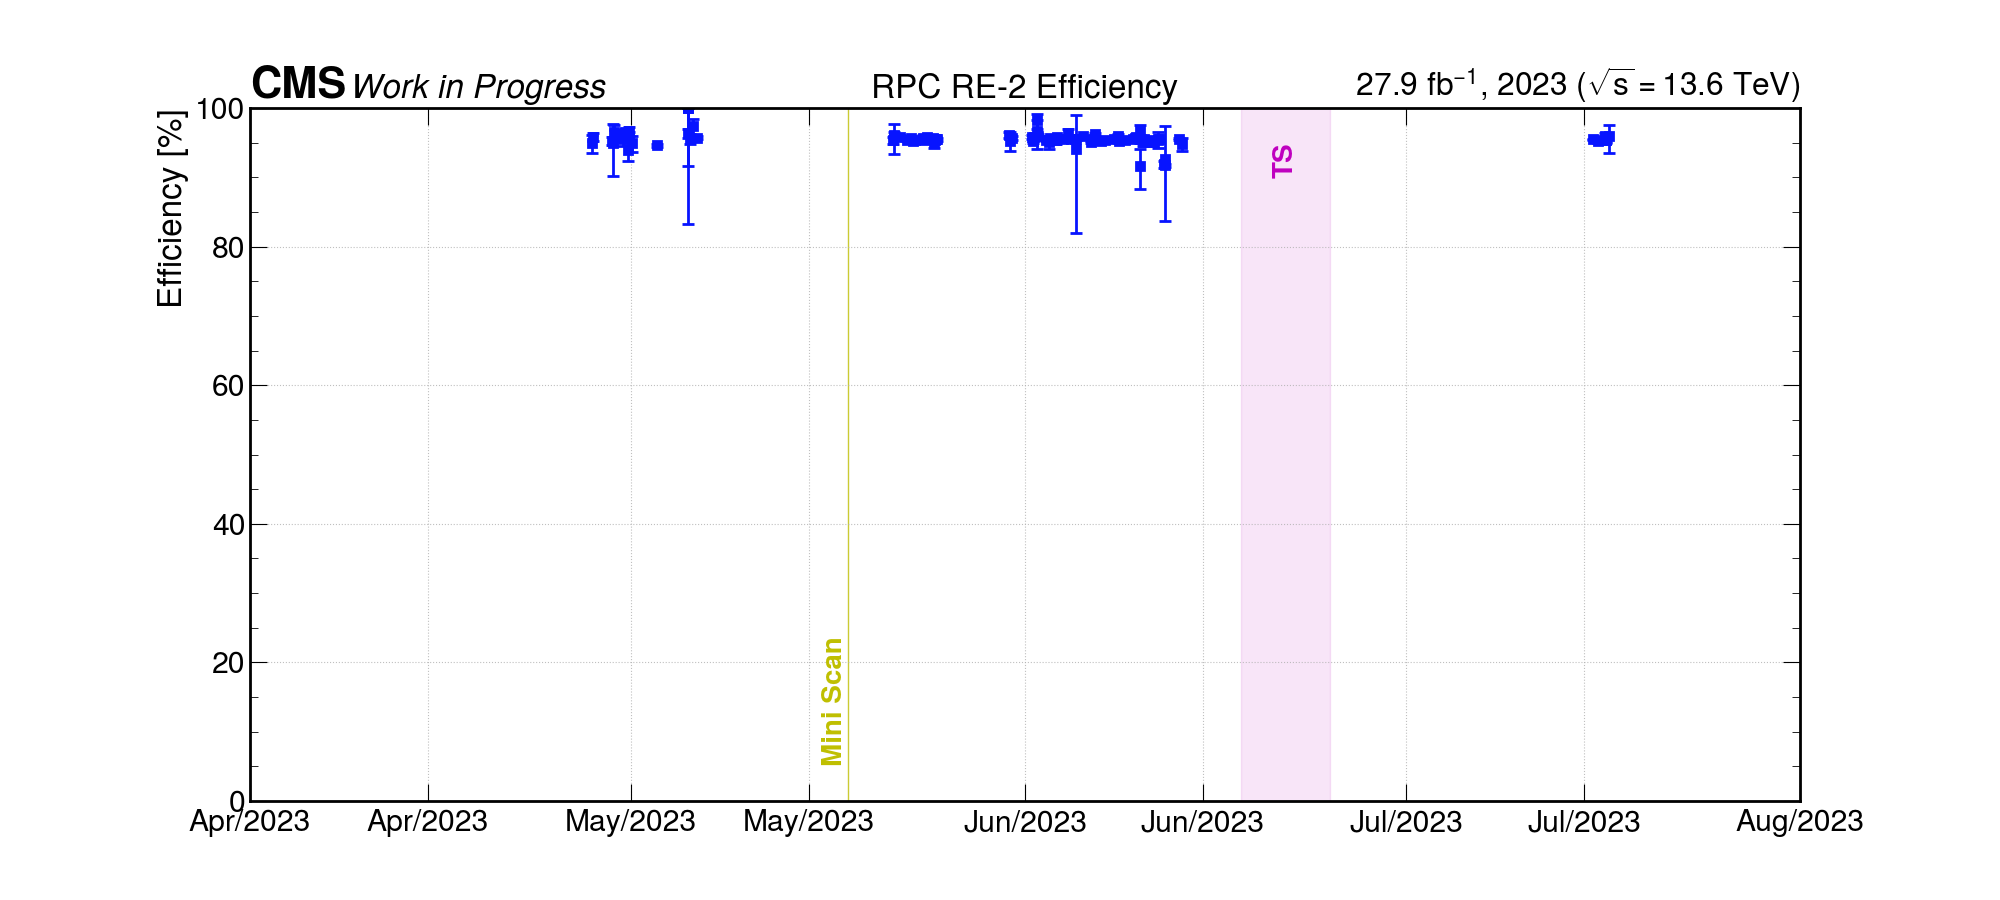 CMS Work in Progress RPC RE-2 Efficiency 27.9 fb⁻¹, 2023 (√s = 13.6 TeV)
Efficiency [%]
100
80
60
40
20
0
TS
Mini Scan
Apr/2023 Apr/2023 May/2023 May/2023 Jun/2023 Jun/2023 Jul/2023 Jul/2023 Aug/2023